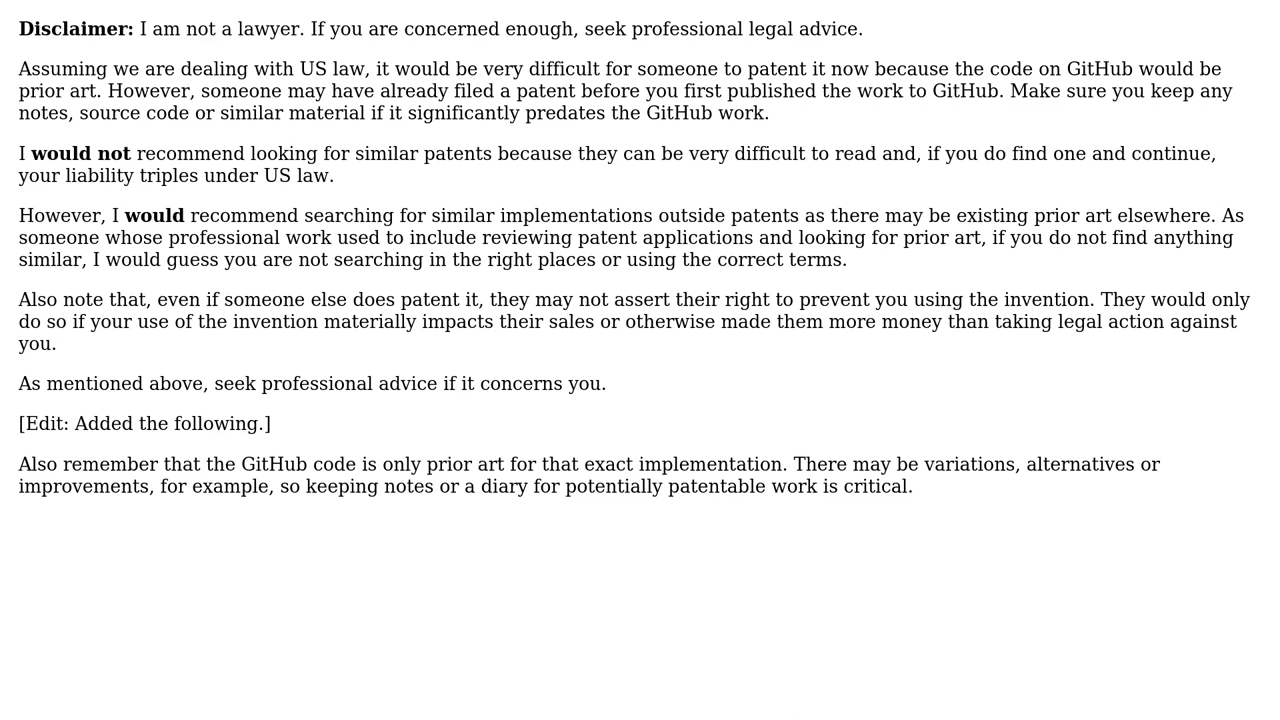 Disclaimer: I am not a lawyer. If you are concerned enough, seek professional legal advice.
Assuming we are dealing with US law, it would be very difficult for someone to patent it now because the code on GitHub would be
prior art. However, someone may have already filed a patent before you first published the work to GitHub. Make sure you keep any
notes, source code or similar material if it significantly predates the GitHub work.
I would not recommend looking for similar patents because they can be very difficult to read and, if you do find one and continue,
your liability triples under US law.
However, I would recommend searching for similar implementations outside patents as there may be existing prior art elsewhere. As
someone whose professional work used to include reviewing patent applications and looking for prior art, if you do not find anything
similar, I would guess you are not searching in the right places or using the correct terms.
Also note that, even if someone else does patent it, they may not assert their right to prevent you using the invention. They would only
do so if your use of the invention materially impacts their sales or otherwise made them more money than taking legal action against
you.
As mentioned above, seek professional advice if it concerns you.
[Edit: Added the following.]
Also remember that the GitHub code is only prior art for that exact implementation. There may be variations, alternatives or
improvements, for example, so keeping notes or a diary for potentially patentable work is critical.